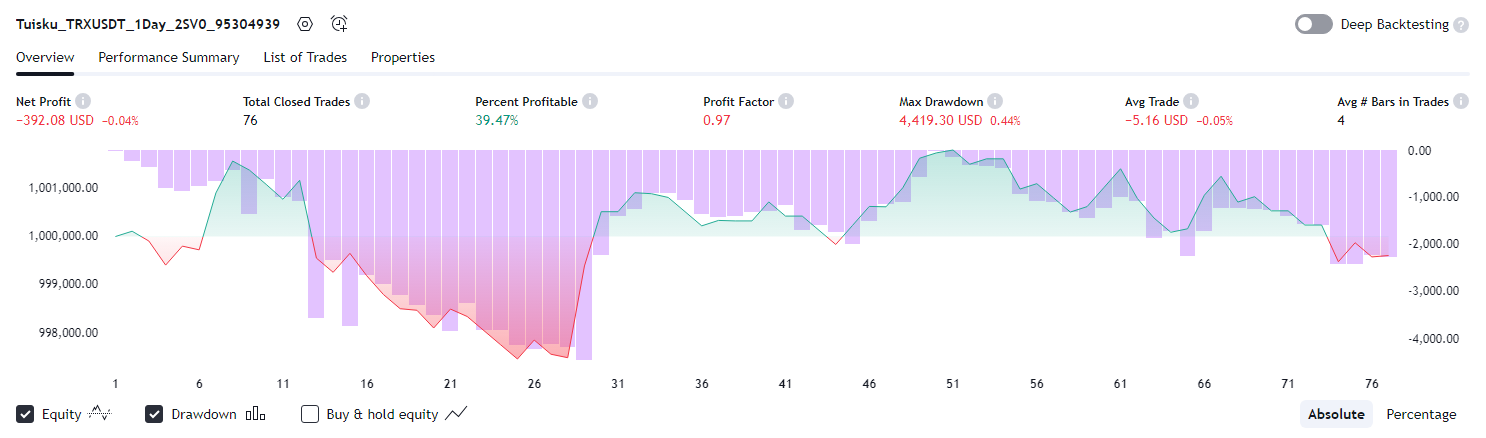 Tuisku_TRXUSDT_1Day_2SV0_95304939 Deep Backtesting ?
Overview Performance Summary List of Trades Properties
Net Profit Total Closed Trades Percent Profitable Profit Factor Max Drawdown Avg Trade Avg # Bars in Trades
−392.08 USD −0.04% 76 39.47% 0.97 4,419.30 USD 0.44% −5.16 USD −0.05% 4
0.00
1,001,000.00 -1,000.00
1,000,000.00 -2,000.00
999,000.00 -3,000.00
998,000.00 -4,000.00
1 6 11 16 21 26 31 36 41 46 51 56 61 66 71 76
Equity Drawdown Buy & hold equity Absolute Percentage